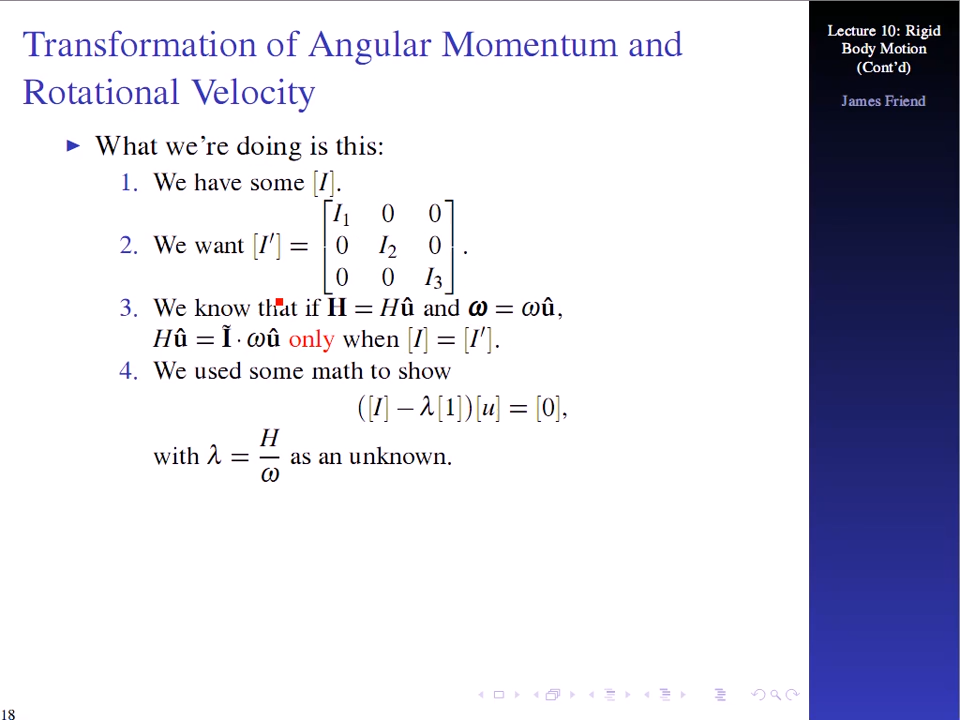 Transformation of Angular Momentum and
Rotational Velocity
Lecture 10: Rigid
Body Motion
(Cont'd)
James Friend
► What we're doing is this:
1. We have some [I].
2. We want [I′] = [I₁ 0 0
0 I₂ 0
0 0 I₃].
3. We know that if H = Hû and ω = ωû,
Hû = Ĩ · ωû only when [I] = [I′].
4. We used some math to show
([I] − λ[1])[u] = [0],
with λ = H/ω as an unknown.
18